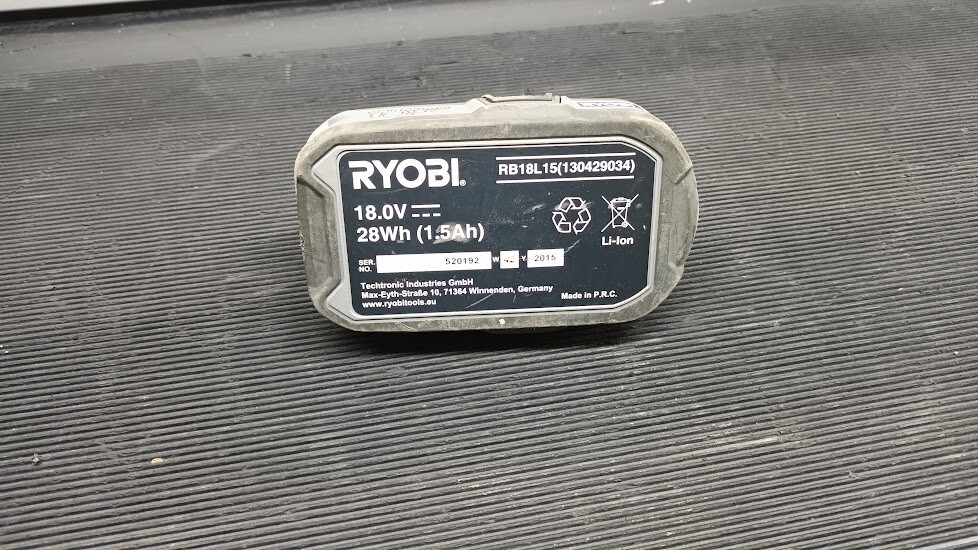 RYOBI®
RB18L15(130429034)
18.0V
28Wh (1.5Ah)
Li-Ion
SER. NO. 520192 W Y. 2015
Techtronic Industries GmbH
Max-Eyth-Straße 10, 71364 Winnenden, Germany
www.ryobitools.eu
Made in P.R.C.